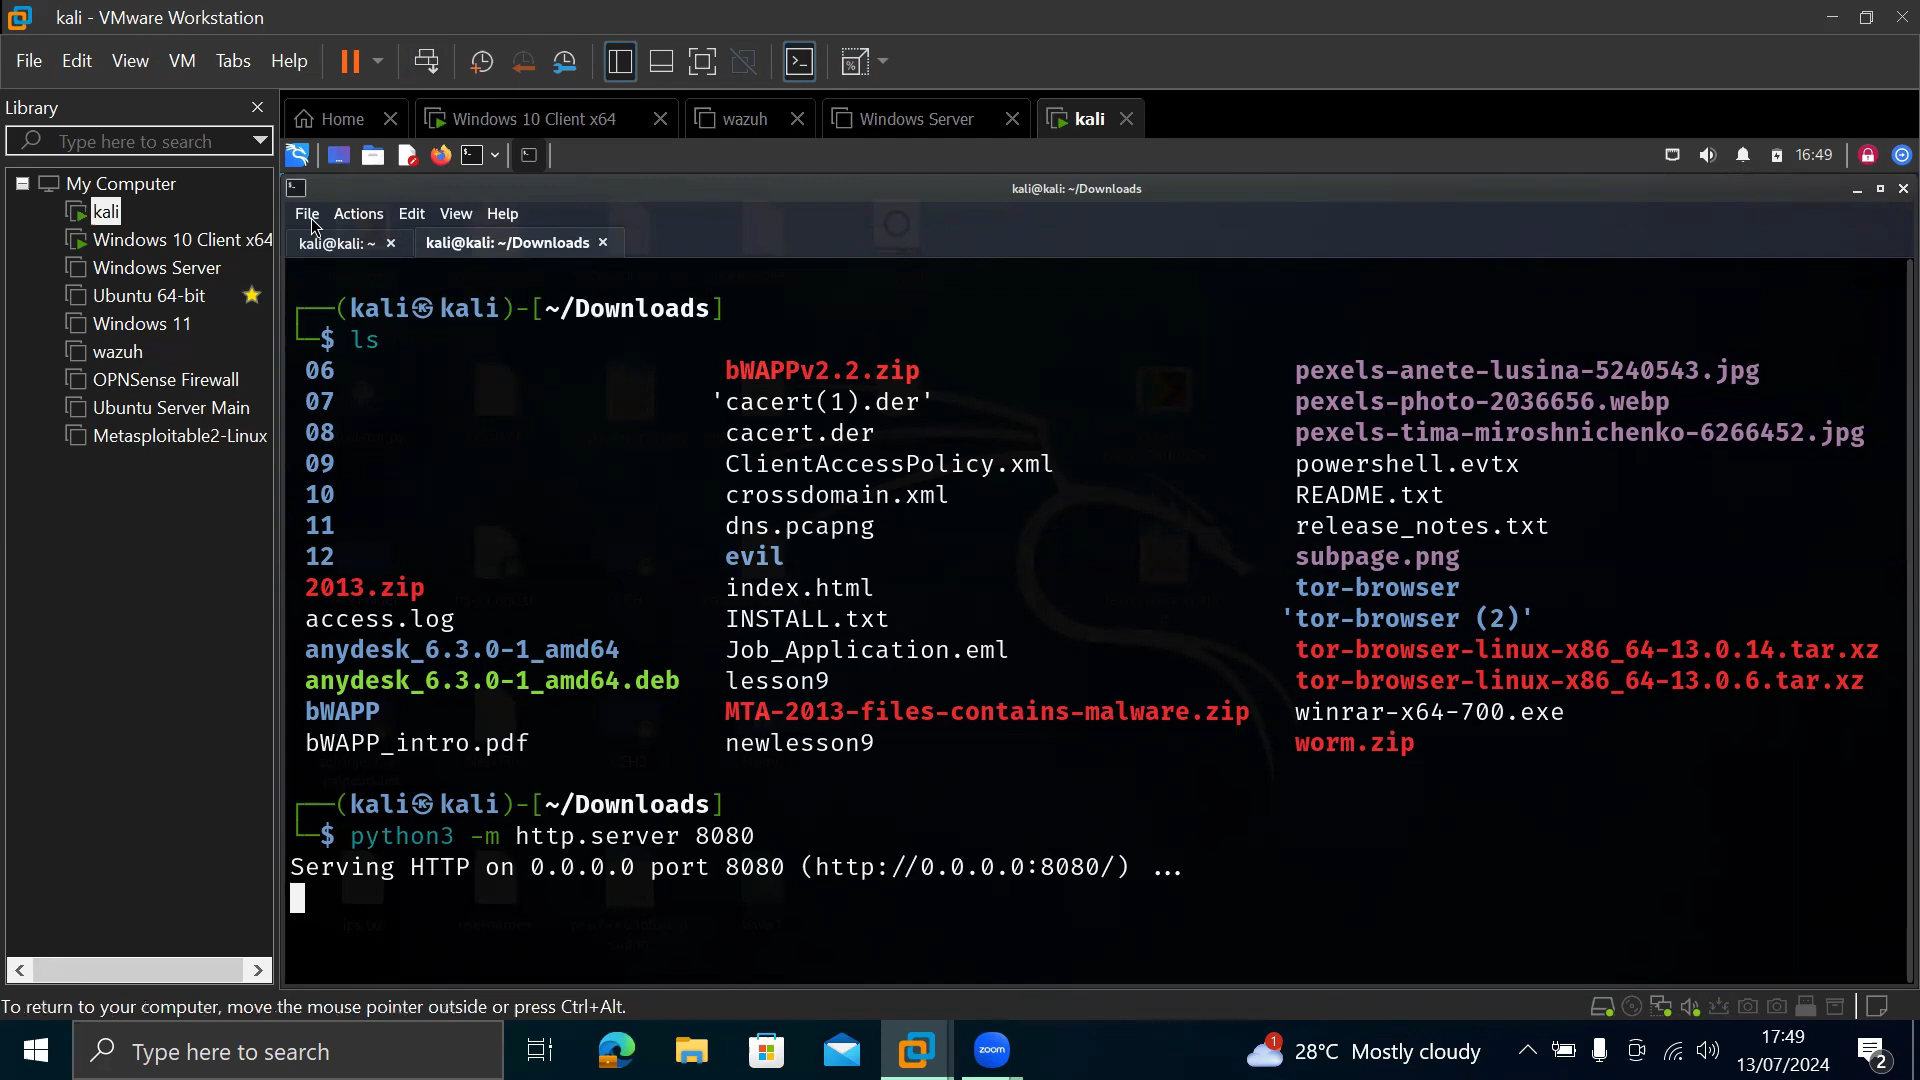 kali - VMware Workstation
File Edit View VM Tabs Help
Library
Type here to search
My Computer
kali
Windows 10 Client x64
Windows Server
Ubuntu 64-bit
Windows 11
wazuh
OPNSense Firewall
Ubuntu Server Main
Metasploitable2-Linux
Home Windows 10 Client x64 wazuh Windows Server kali
16:49
kali@kali: ~/Downloads
File Actions Edit View Help
kali@kali: ~ kali@kali: ~/Downloads
(kali㉿kali)-[~/Downloads]
$ ls
06 bWAPPv2.2.zip pexels-anete-lusina-5240543.jpg
07 'cacert(1).der' pexels-photo-2036656.webp
08 cacert.der pexels-tima-miroshnichenko-6266452.jpg
09 ClientAccessPolicy.xml powershell.evtx
10 crossdomain.xml README.txt
11 dns.pcapng release_notes.txt
12 evil subpage.png
2013.zip index.html tor-browser
access.log INSTALL.txt 'tor-browser (2)'
anydesk_6.3.0-1_amd64 Job_Application.eml tor-browser-linux-x86_64-13.0.14.tar.xz
anydesk_6.3.0-1_amd64.deb lesson9 tor-browser-linux-x86_64-13.0.6.tar.xz
bWAPP MTA-2013-files-contains-malware.zip winrar-x64-700.exe
bWAPP_intro.pdf newlesson9 worm.zip
(kali㉿kali)-[~/Downloads]
$ python3 -m http.server 8080
Serving HTTP on 0.0.0.0 port 8080 (http://0.0.0.0:8080/) ...
To return to your computer, move the mouse pointer outside or press Ctrl+Alt.
Type here to search
zoom
1
28°C Mostly cloudy
17:49
13/07/2024
2